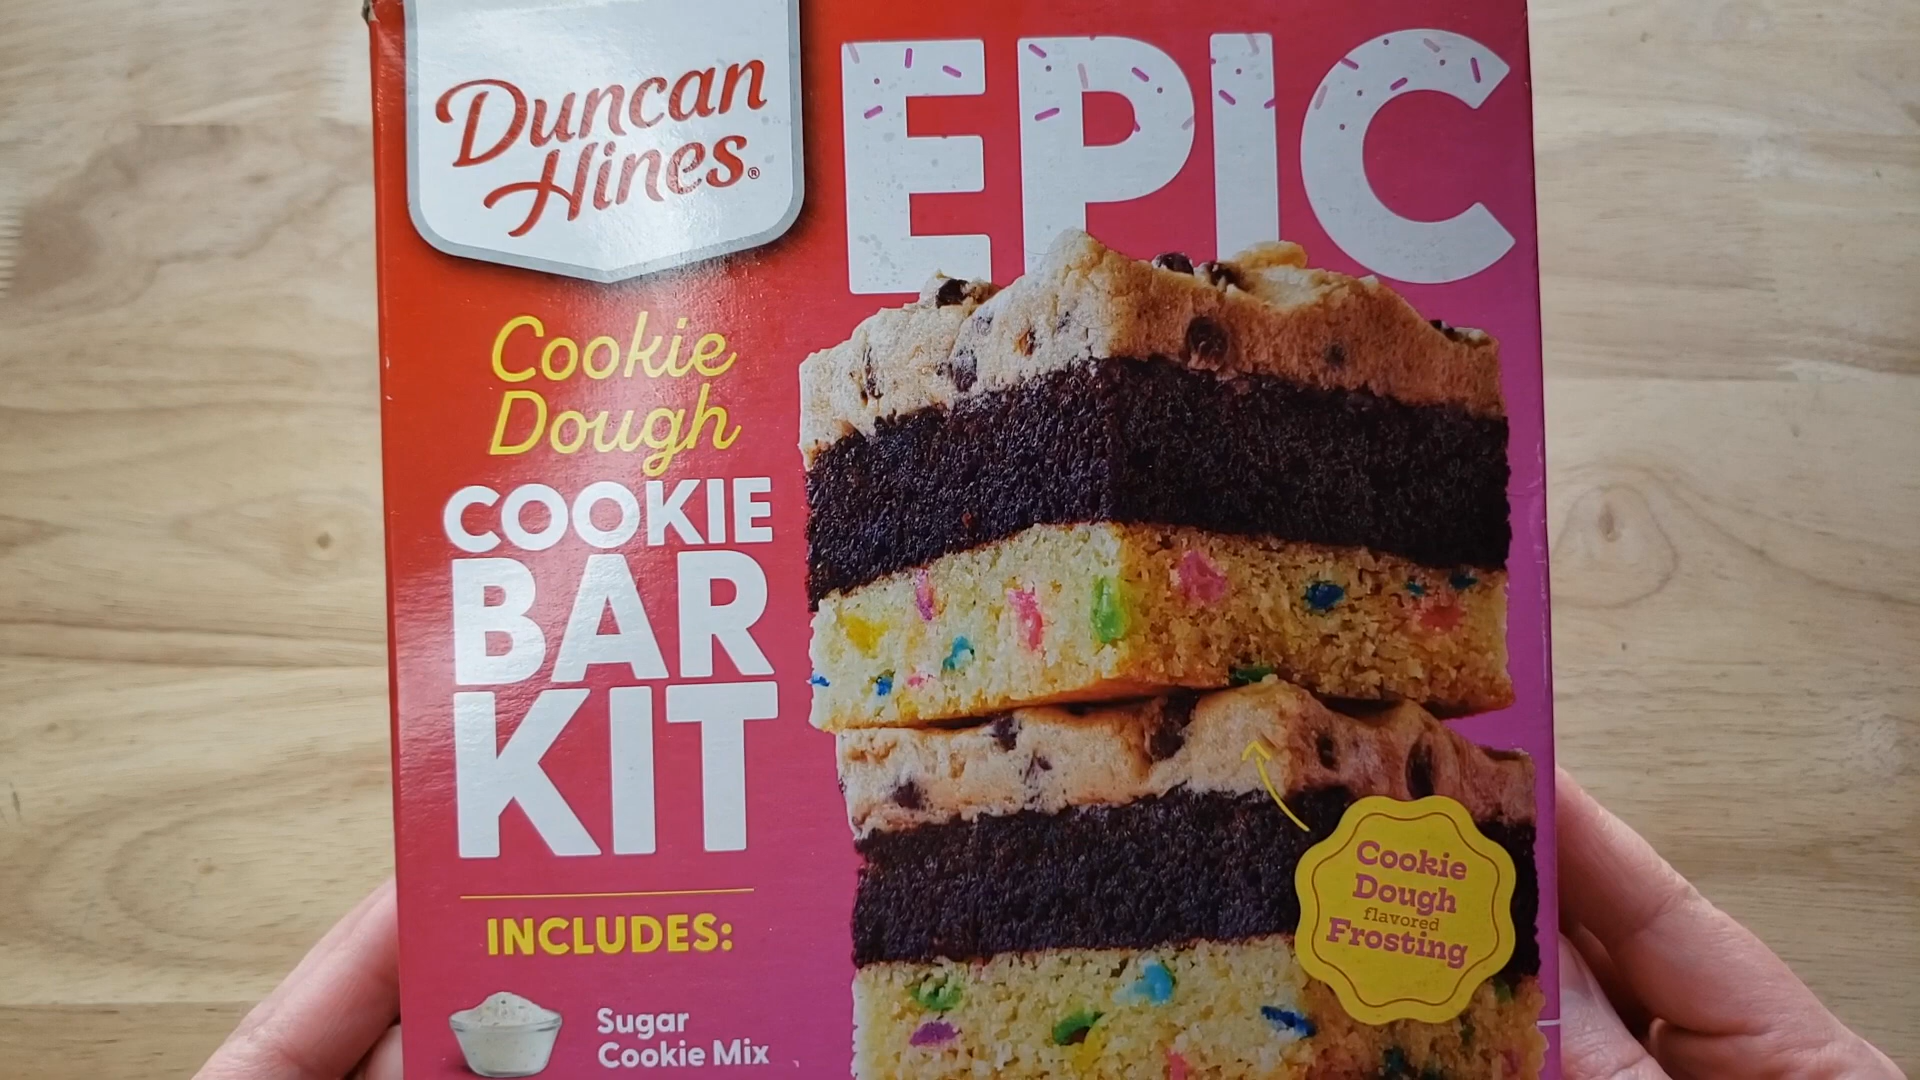 Duncan
Hines®
EPIC
Cookie
Dough
COOKIE
BAR
KIT
INCLUDES:
Sugar
Cookie Mix
Cookie
Dough
flavored
Frosting